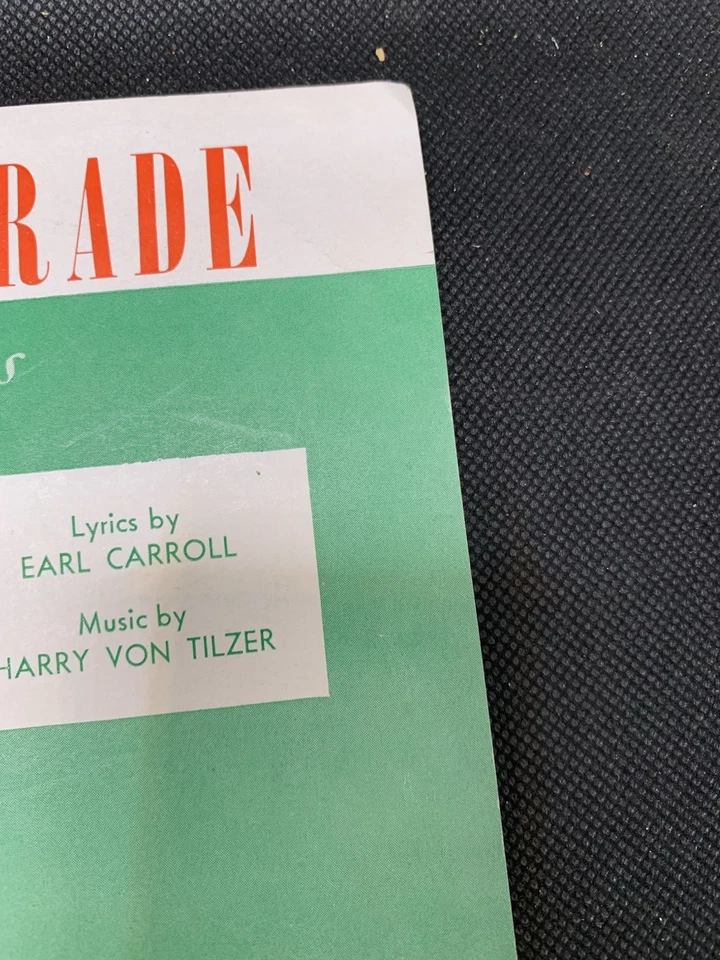 RADE
s
Lyrics by
EARL CARROLL
Music by
HARRY VON TILZER